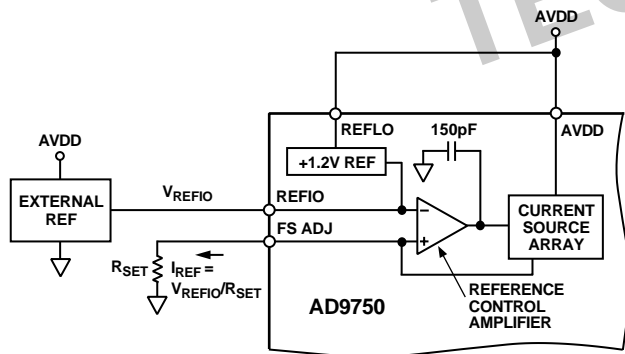 TEC
AVDD
REFLO
150pF
AVDD
AVDD
+1.2V REF
EXTERNAL
REF
VREFIO
REFIO
–
FS ADJ
+
CURRENT
SOURCE
ARRAY
RSET
IREF =
VREFIO/RSET
AD9750
REFERENCE
CONTROL
AMPLIFIER